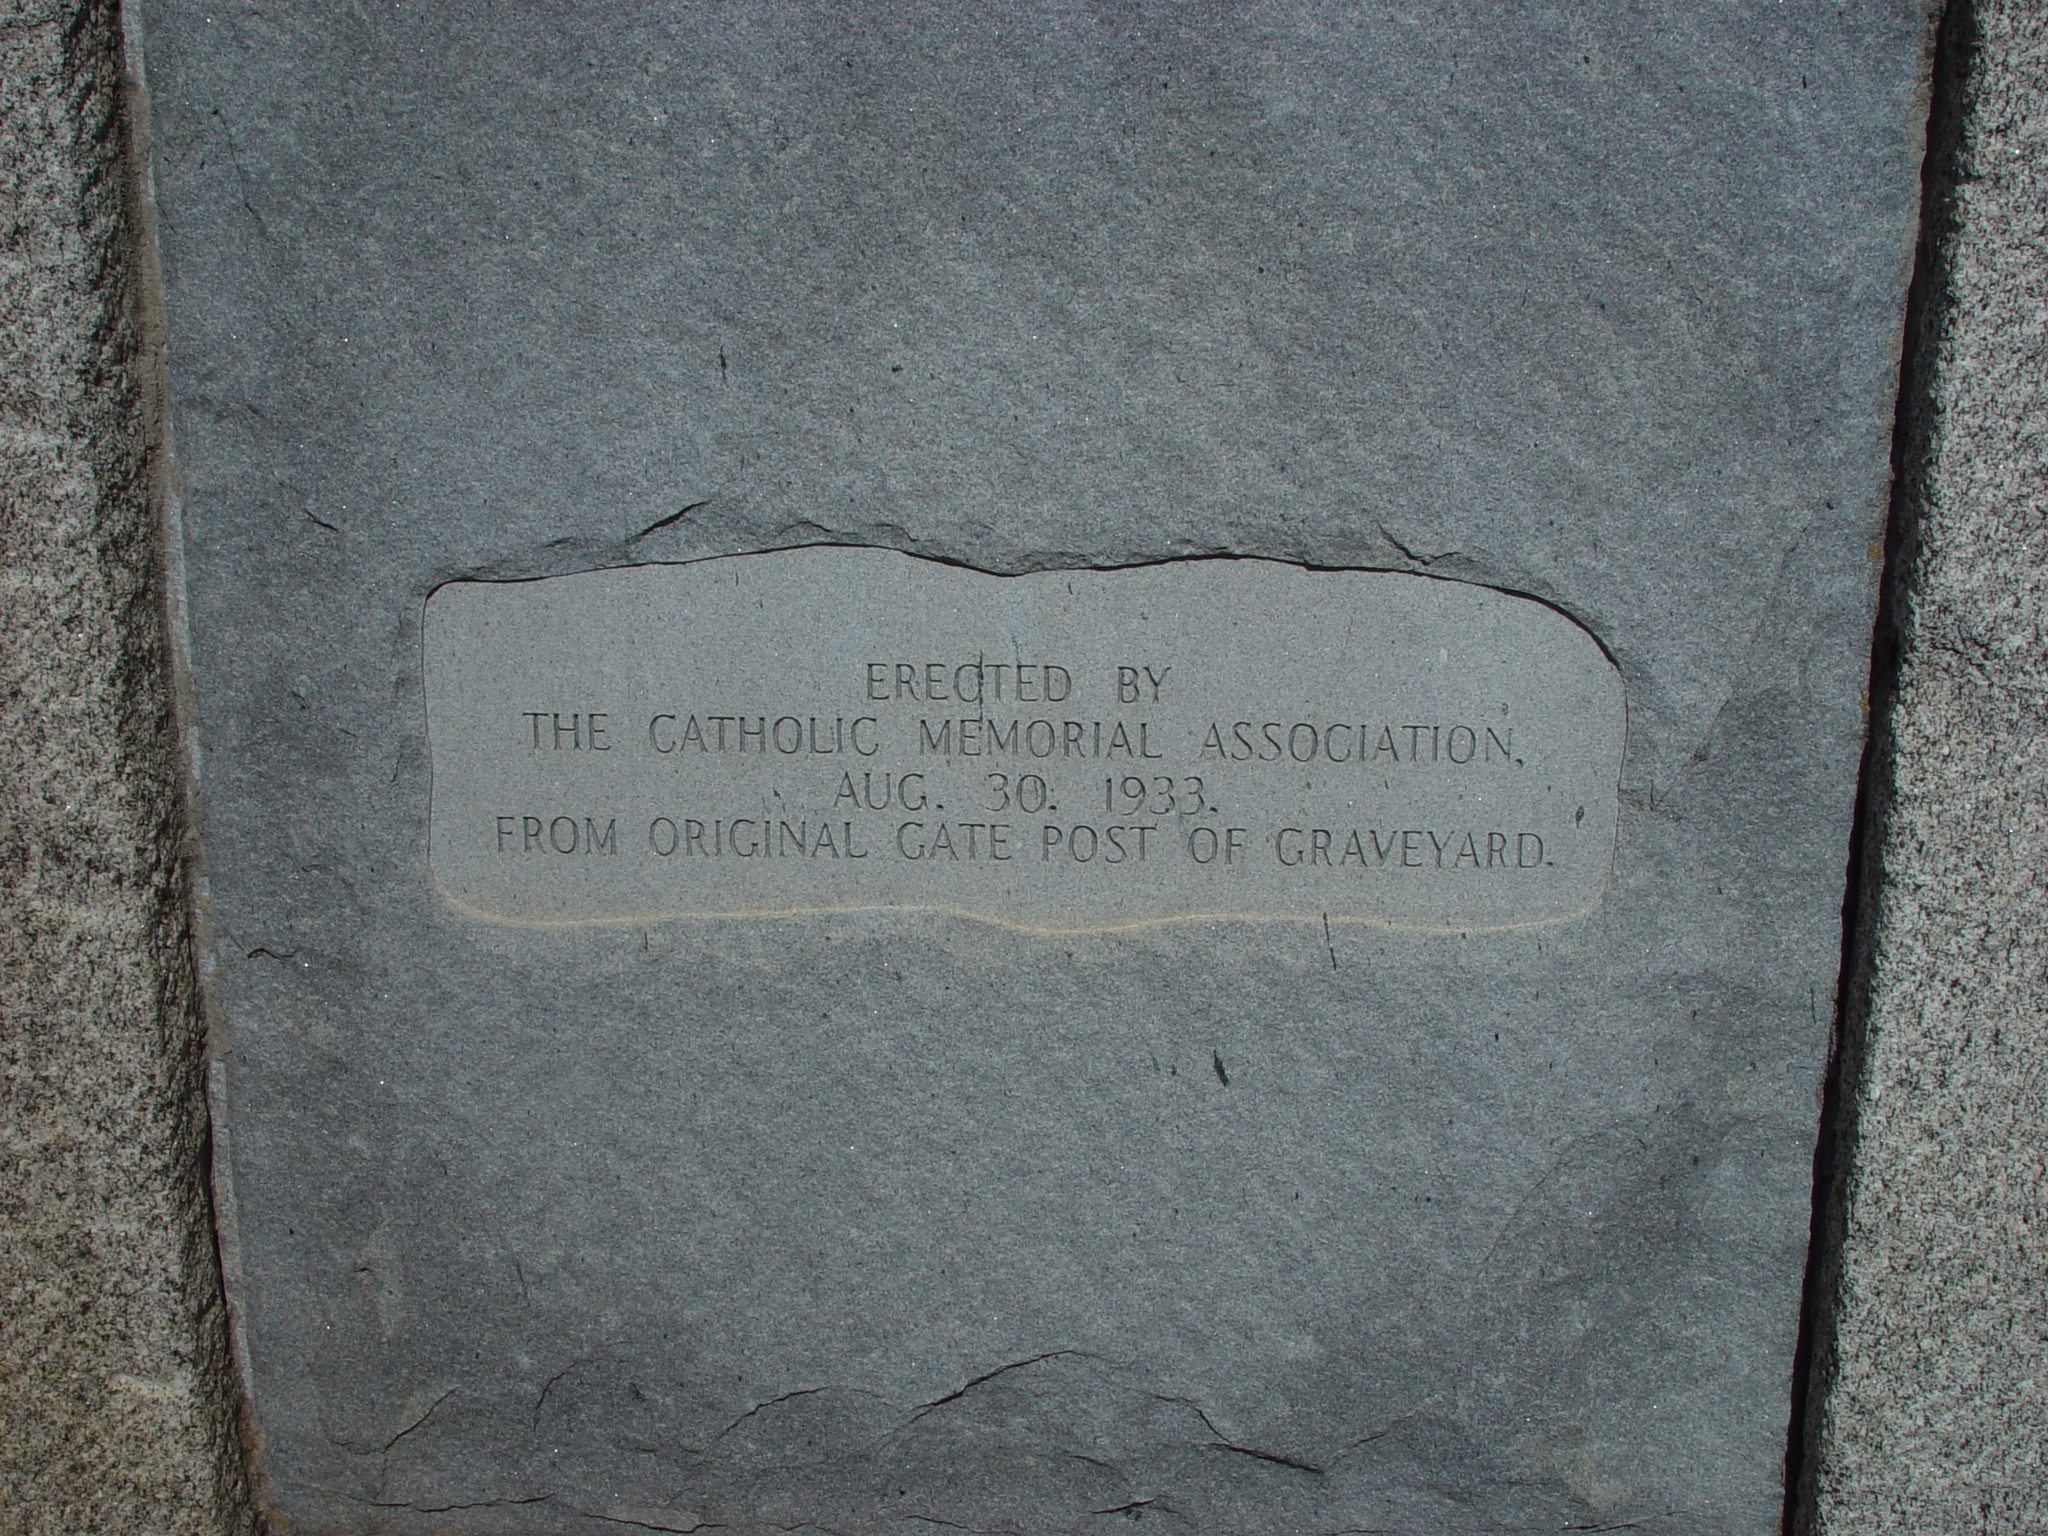 ERECTED BY
THE CATHOLIC MEMORIAL ASSOCIATION,
AUG. 30. 1933.
FROM ORIGINAL GATE POST OF GRAVEYARD.